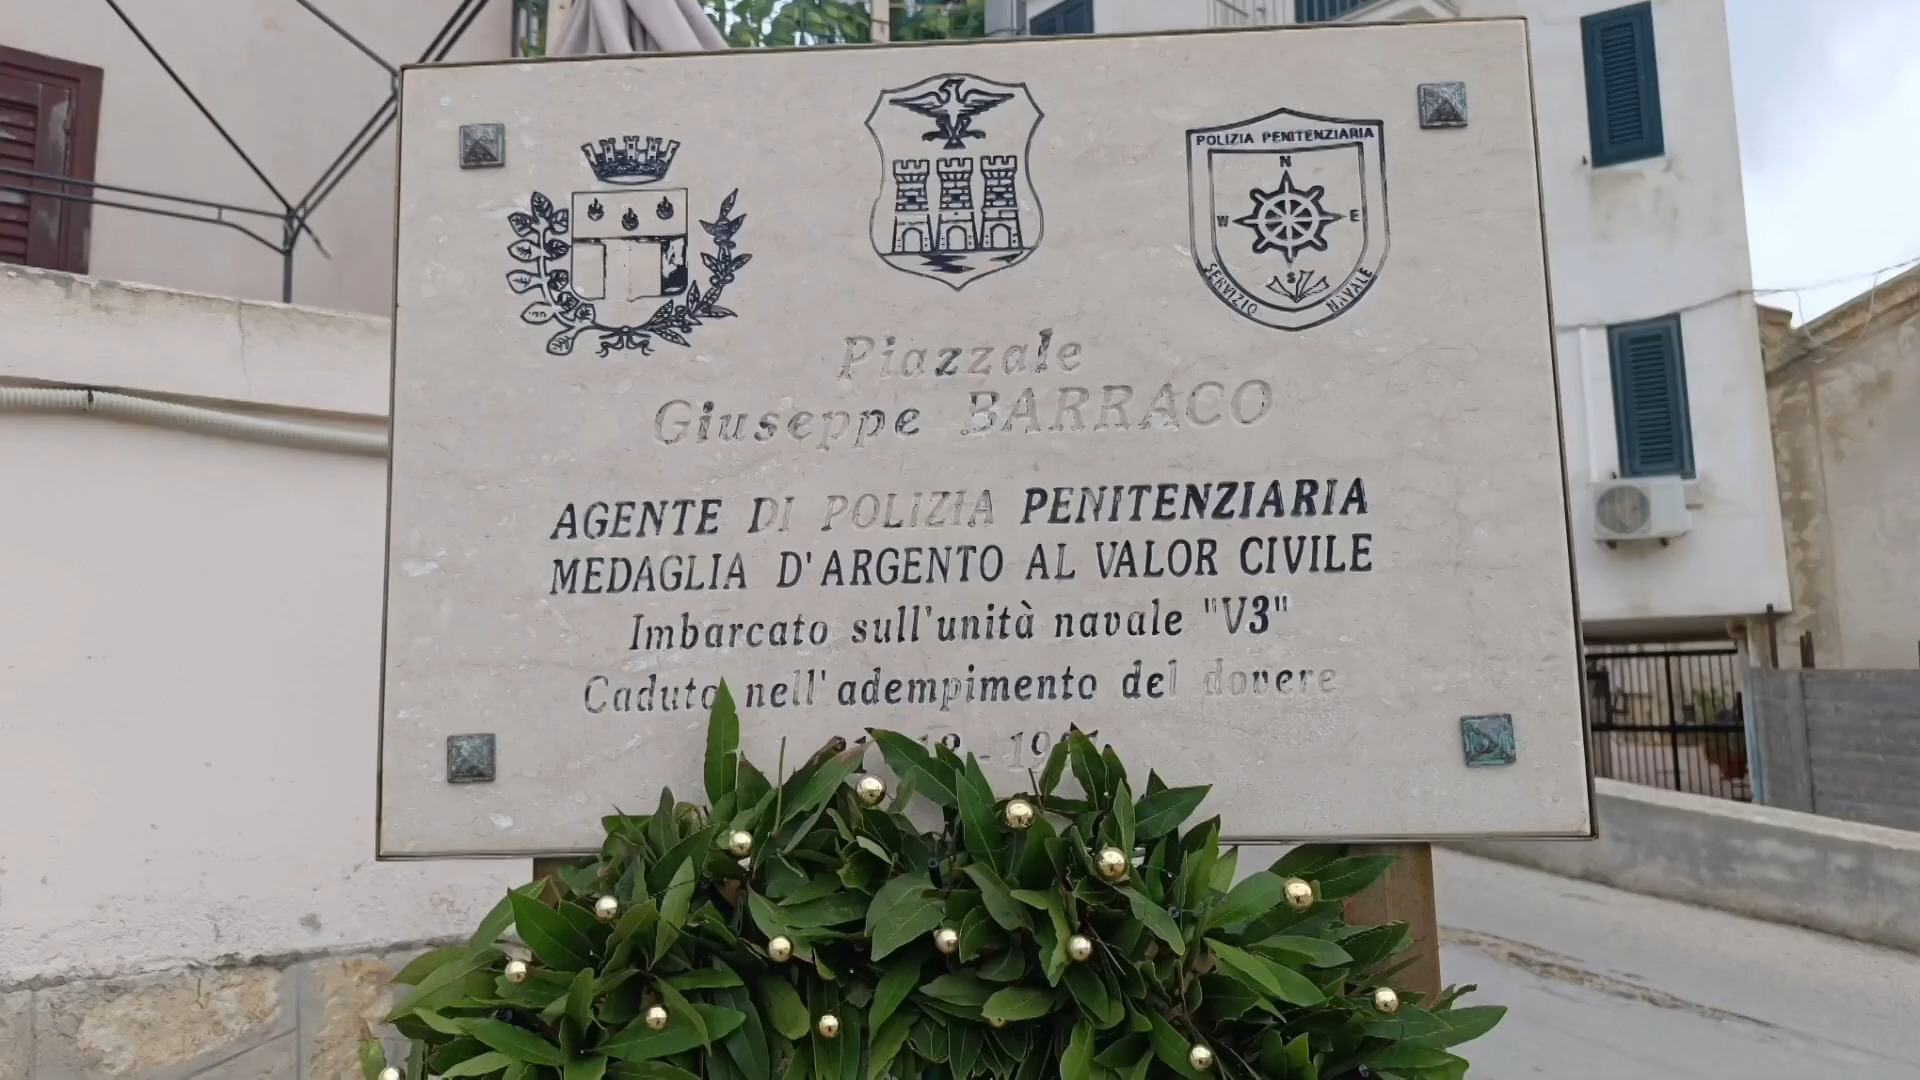 POLIZIA PENITENZIARIA
N
W E
S
SERVIZIO NAVALE
Piazzale
Giuseppe BARRACO
AGENTE DI POLIZIA PENITENZIARIA
MEDAGLIA D'ARGENTO AL VALOR CIVILE
Imbarcato sull'unità navale "V3"
Caduto nell'adempimento del dovere